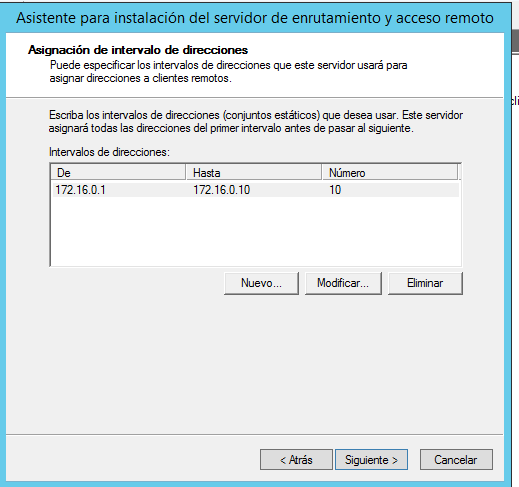 Asistente para instalación del servidor de enrutamiento y acceso remoto
Asignación de intervalo de direcciones
Puede especificar los intervalos de direcciones que este servidor usará para
asignar direcciones a clientes remotos.
Escriba los intervalos de direcciones (conjuntos estáticos) que desea usar. Este servidor
asignará todas las direcciones del primer intervalo antes de pasar al siguiente.
Intervalos de direcciones:
De Hasta Número
172.16.0.1 172.16.0.10 10
Nuevo... Modificar... Eliminar
< Atrás Siguiente > Cancelar